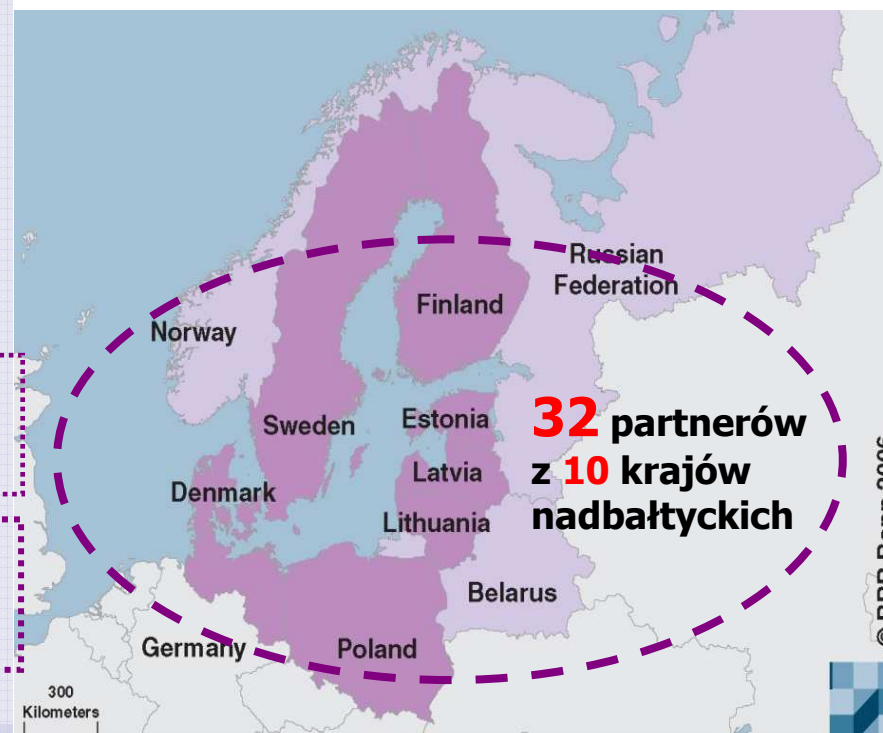 Russian
Federation
Finland
Norway
Sweden
Estonia
Latvia
Denmark
Lithuania
32 partnerów
z 10 krajów
nadbałtyckich
Belarus
Germany
Poland
300
Kilometers
2006